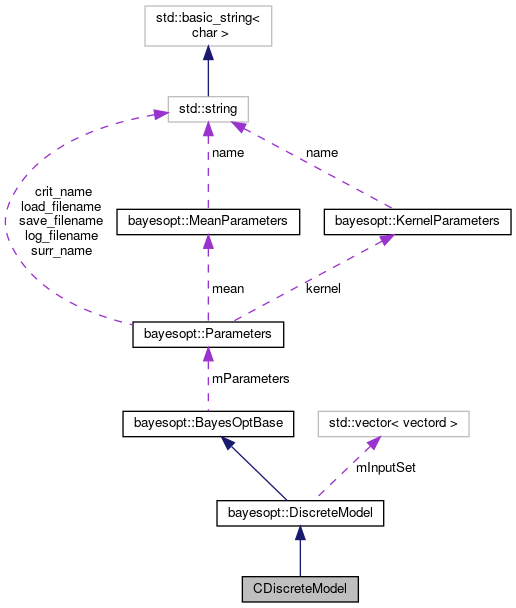 std::basic_string<
char >
std::string
name
name
crit_name
load_filename
save_filename
log_filename
surr_name
bayesopt::MeanParameters
bayesopt::KernelParameters
mean
kernel
bayesopt::Parameters
mParameters
bayesopt::BayesOptBase
std::vector< vectord >
mInputSet
bayesopt::DiscreteModel
CDiscreteModel